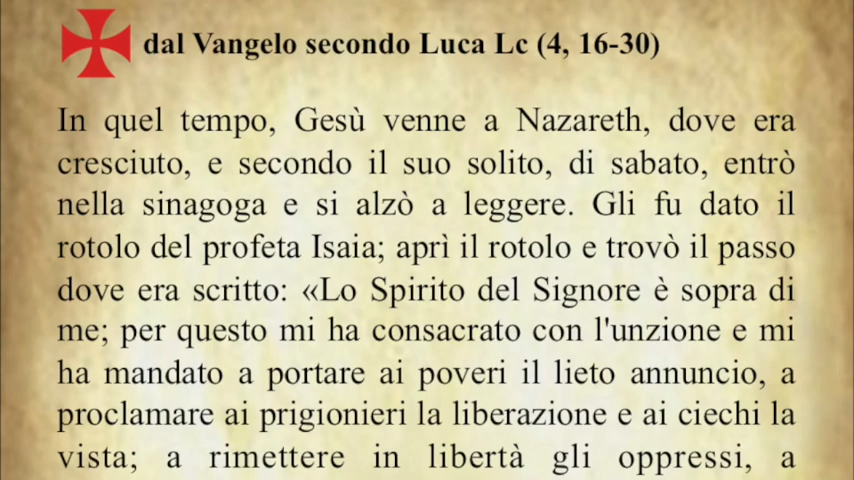 dal Vangelo secondo Luca Lc (4, 16-30)
In quel tempo, Gesù venne a Nazareth, dove era
cresciuto, e secondo il suo solito, di sabato, entrò
nella sinagoga e si alzò a leggere. Gli fu dato il
rotolo del profeta Isaia; aprì il rotolo e trovò il passo
dove era scritto: «Lo Spirito del Signore è sopra di
me; per questo mi ha consacrato con l'unzione e mi
ha mandato a portare ai poveri il lieto annuncio, a
proclamare ai prigionieri la liberazione e ai ciechi la
vista; a rimettere in libertà gli oppressi, a